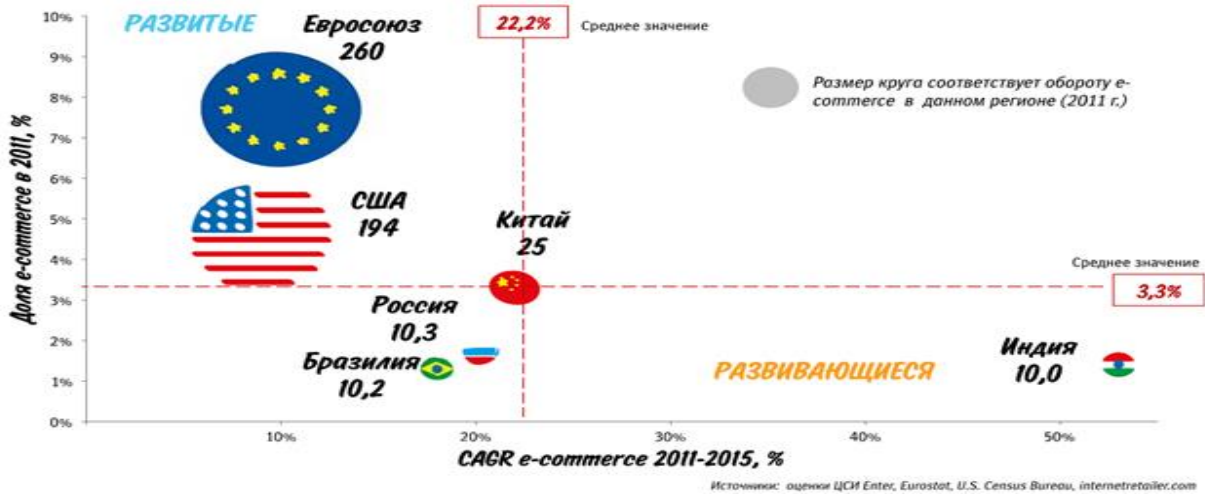 10%
РАЗВИТЫЕ
Евросоюз
260
22,2%
Среднее значение
9%
8%
Размер круга соответствует обороту e-
commerce в данном регионе (2011 г.)
7%
6%
США
194
5%
Китай
25
4%
Среднее значение
3,3%
3%
Россия
10,3
2%
Бразилия
10,2
РАЗВИВАЮЩИЕСЯ
Индия
10,0
1%
0%
Доля e-commerce в 2011, %
10%
20%
30%
40%
50%
CAGR e-commerce 2011-2015, %
Источники: оценки ЦСИ Enter, Eurostat, U.S. Census Bureau, internetretailer.com